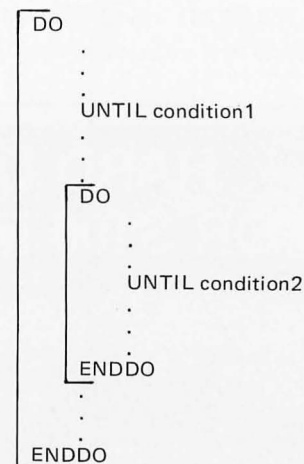 DO
.
.
.
UNTIL condition1
.
.
.
DO
.
.
.
UNTIL condition2
.
.
.
ENDDO
.
.
.
ENDDO